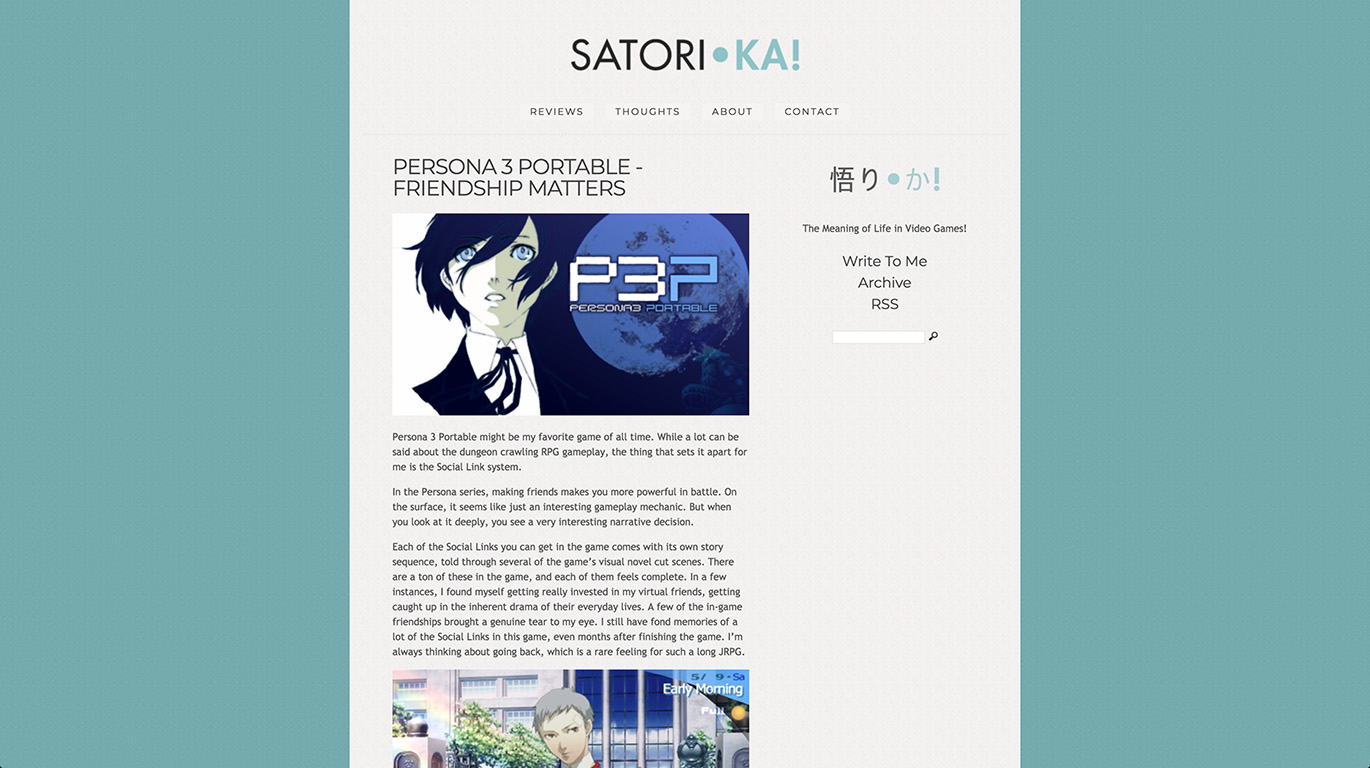 SATORI•KA!
REVIEWS THOUGHTS ABOUT CONTACT
PERSONA 3 PORTABLE -
FRIENDSHIP MATTERS
P3P
PERSONA3 PORTABLE
Persona 3 Portable might be my favorite game of all time. While a lot can be
said about the dungeon crawling RPG gameplay, the thing that sets it apart for
me is the Social Link system.
In the Persona series, making friends makes you more powerful in battle. On
the surface, it seems like just an interesting gameplay mechanic. But when
you look at it deeply, you see a very interesting narrative decision.
Each of the Social Links you can get in the game comes with its own story
sequence, told through several of the game’s visual novel cut scenes. There
are a ton of these in the game, and each of them feels complete. In a few
instances, I found myself getting really invested in my virtual friends, getting
caught up in the inherent drama of their everyday lives. A few of the in-game
friendships brought a genuine tear to my eye. I still have fond memories of a
lot of the Social Links in this game, even months after finishing the game. I’m
always thinking about going back, which is a rare feeling for such a long JRPG.
5/ 9-Sa
Early Morning
Full
悟り•か!
The Meaning of Life in Video Games!
Write To Me
Archive
RSS